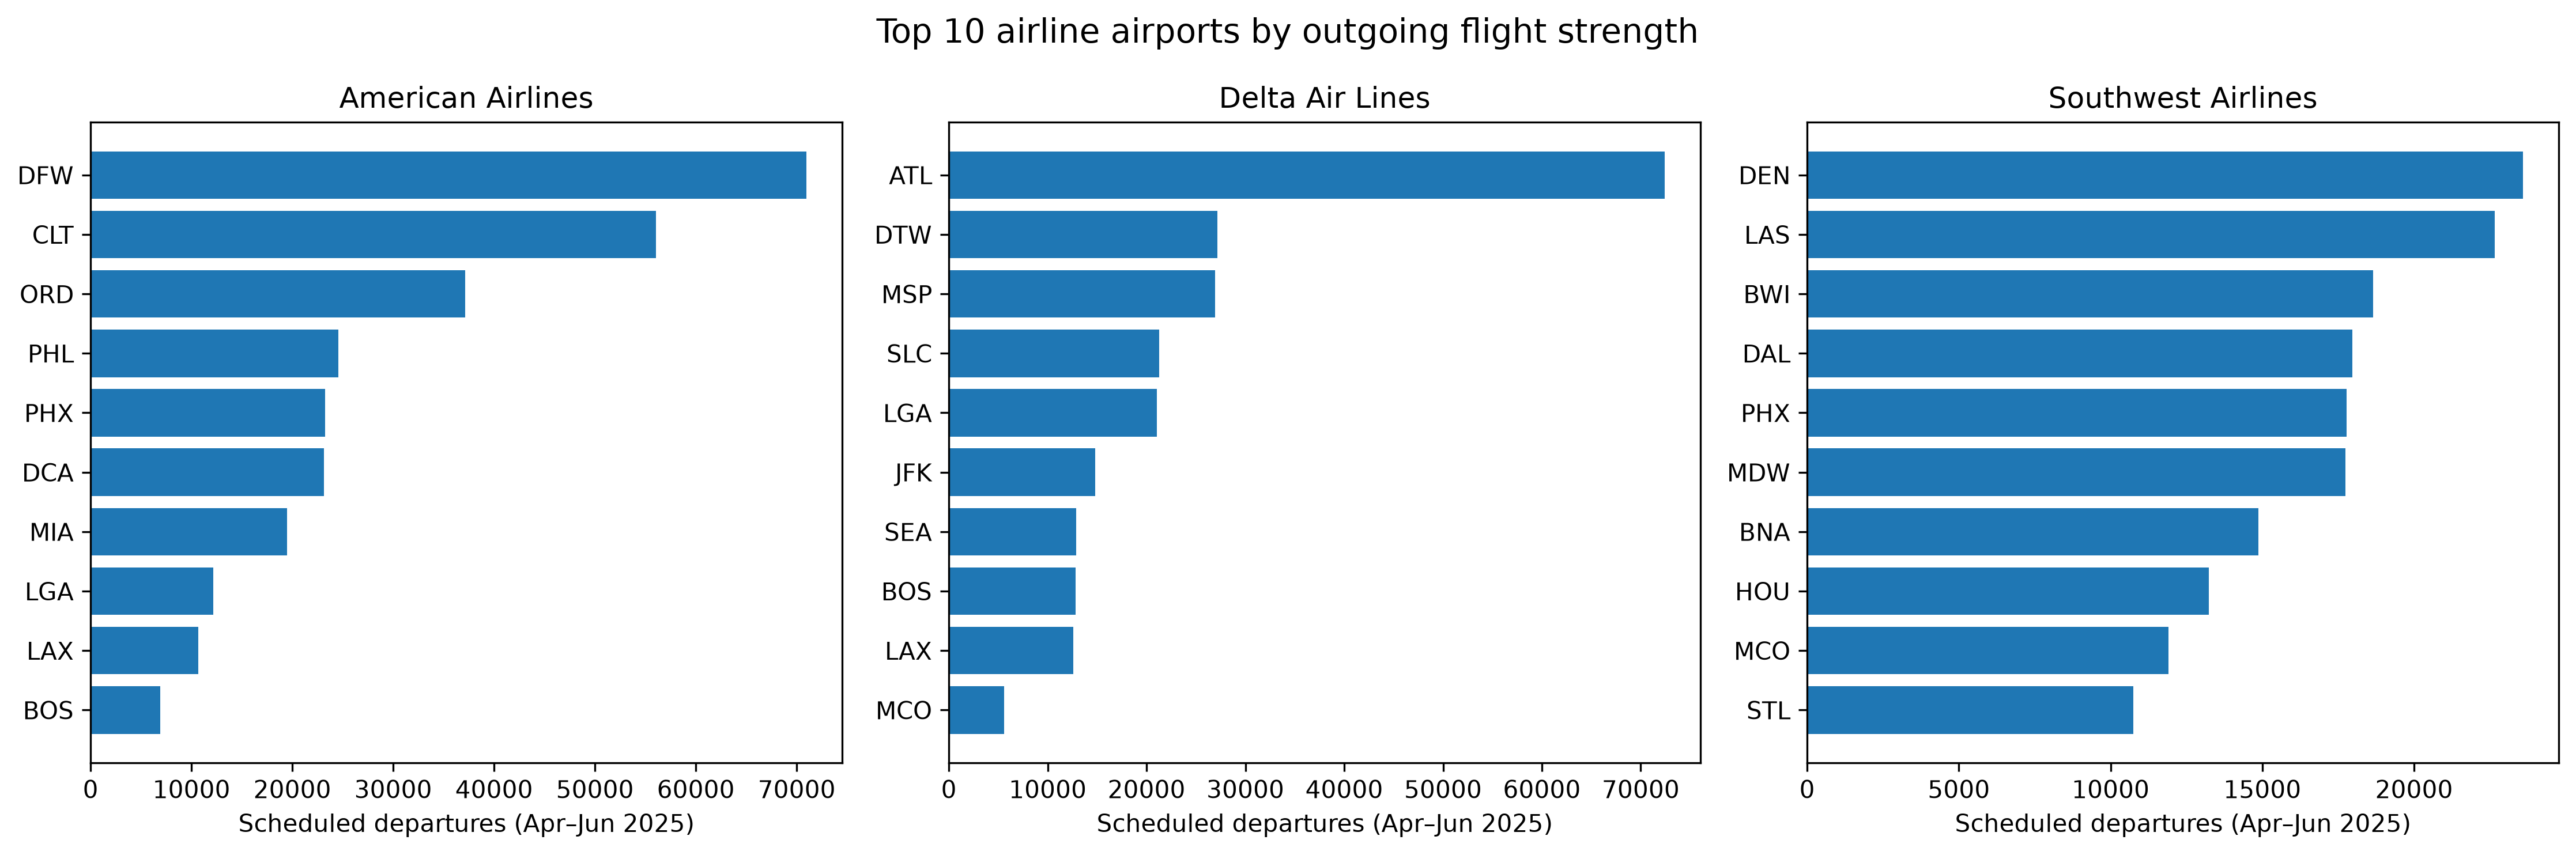 Top 10 airline airports by outgoing flight strength
American Airlines
DFW
CLT
ORD
PHL
PHX
DCA
MIA
LGA
LAX
BOS
0 10000 20000 30000 40000 50000 60000 70000
Scheduled departures (Apr–Jun 2025)
Delta Air Lines
ATL
DTW
MSP
SLC
LGA
JFK
SEA
BOS
LAX
MCO
0 10000 20000 30000 40000 50000 60000 70000
Scheduled departures (Apr–Jun 2025)
Southwest Airlines
DEN
LAS
BWI
DAL
PHX
MDW
BNA
HOU
MCO
STL
0 5000 10000 15000 20000
Scheduled departures (Apr–Jun 2025)